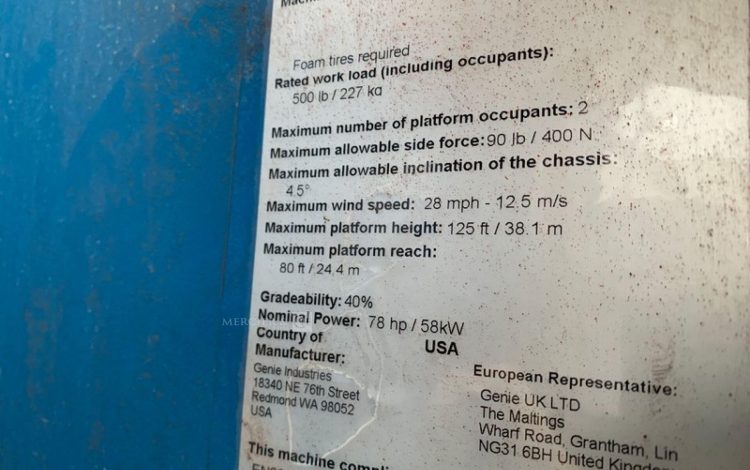 Foam tires required
Rated work load (including occupants):
500 lb / 227 kg
Maximum number of platform occupants: 2
Maximum allowable side force: 90 lb / 400 N
Maximum allowable inclination of the chassis:
4.5°
Maximum wind speed: 28 mph - 12.5 m/s
Maximum platform height: 125 ft / 38.1 m
Maximum platform reach:
80 ft / 24.4 m
Gradeability: 40%
Nominal Power: 78 hp / 58kW
Country of
Manufacturer:
USA
Genie Industries
18340 NE 76th Street
Redmond WA 98052
USA
European Representative:
Genie UK LTD
The Maltings
Wharf Road, Grantham, Lin
NG31 6BH United Kingdo
This machine compli